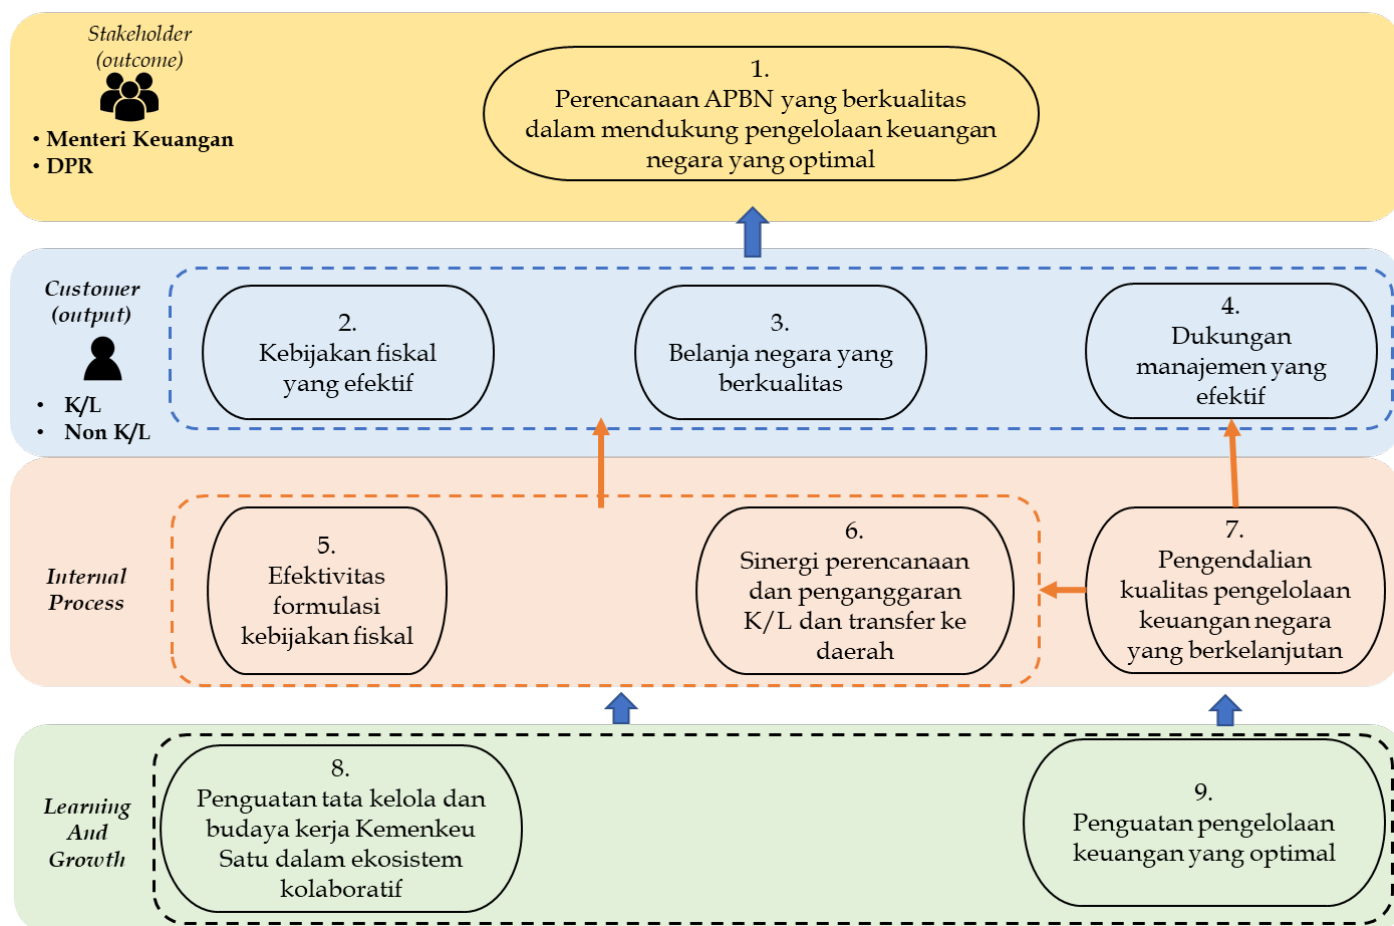 Stakeholder
(outcome)
• Menteri Keuangan
• DPR
1.
Perencanaan APBN yang berkualitas
dalam mendukung pengelolaan keuangan
negara yang optimal
Customer
(output)
• K/L
• Non K/L
2.
Kebijakan fiskal
yang efektif
3.
Belanja negara yang
berkualitas
4.
Dukungan
manajemen yang
efektif
Internal
Process
5.
Efektivitas
formulasi
kebijakan fiskal
6.
Sinergi perencanaan
dan penganggaran
K/L dan transfer ke
daerah
7.
Pengendalian
kualitas pengelolaan
keuangan negara
yang berkelanjutan
Learning
And
Growth
8.
Penguatan tata kelola dan
budaya kerja Kemenkeu
Satu dalam ekosistem
kolaboratif
9.
Penguatan pengelolaan
keuangan yang optimal